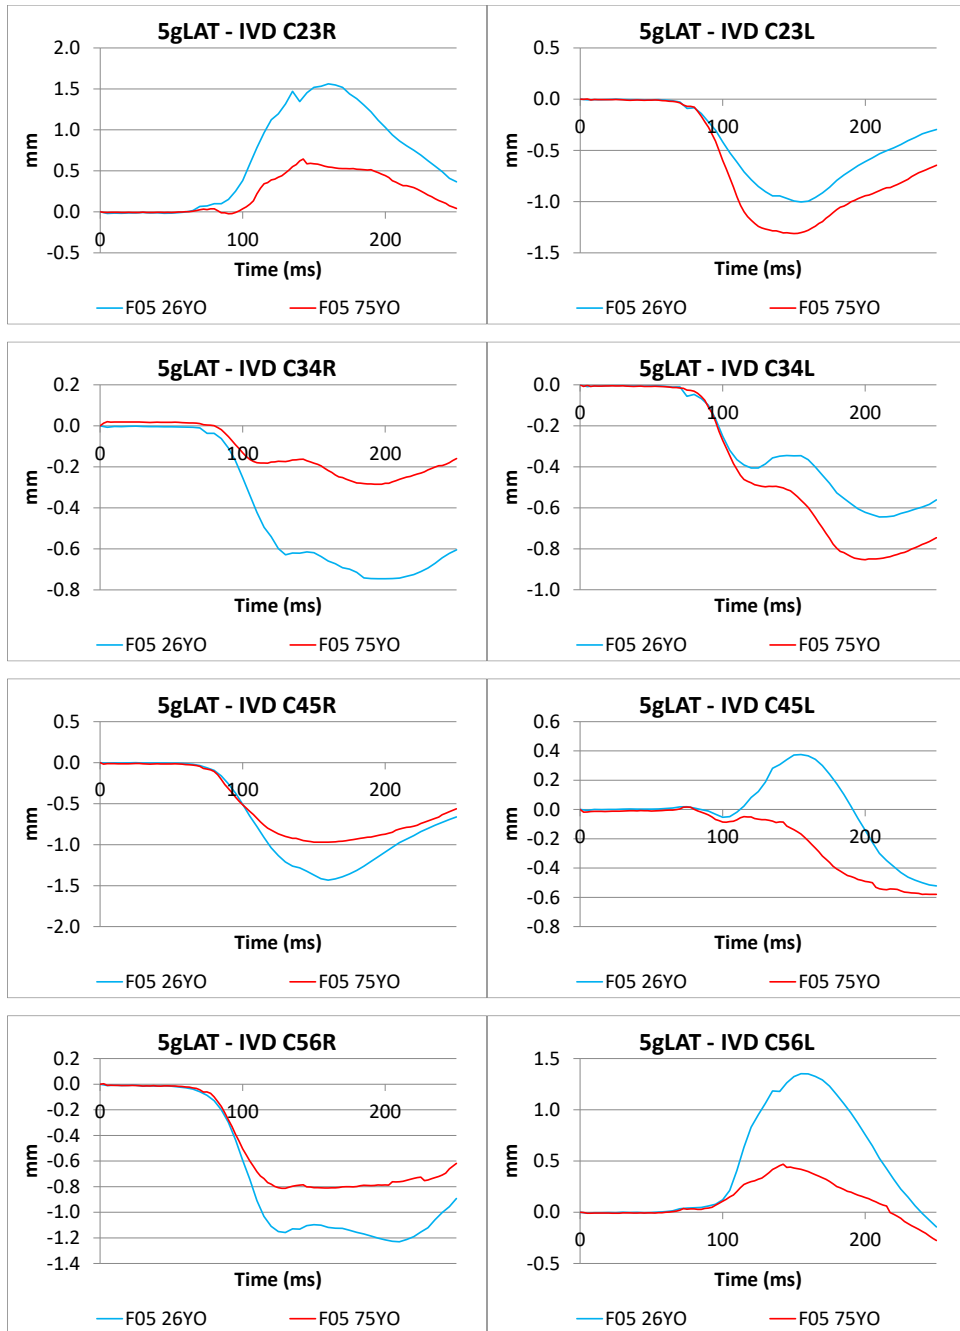 5gLAT - IVD C23R
2.0
1.5
1.0
0.5
0.0
-0.5
mm
0
100
200
Time (ms)
F05 26YO
F05 75YO
5gLAT - IVD C23L
0.5
0.0
-0.5
-1.0
-1.5
mm
0
100
200
Time (ms)
F05 26YO
F05 75YO
5gLAT - IVD C34R
0.2
0.0
-0.2
-0.4
-0.6
-0.8
mm
0
100
200
Time (ms)
F05 26YO
F05 75YO
5gLAT - IVD C34L
0.0
-0.2
-0.4
-0.6
-0.8
-1.0
mm
0
100
200
Time (ms)
F05 26YO
F05 75YO
5gLAT - IVD C45R
0.5
0.0
-0.5
-1.0
-1.5
-2.0
mm
0
100
200
Time (ms)
F05 26YO
F05 75YO
5gLAT - IVD C45L
0.6
0.4
0.2
0.0
-0.2
-0.4
-0.6
-0.8
mm
0
100
200
Time (ms)
F05 26YO
F05 75YO
5gLAT - IVD C56R
0.2
0.0
-0.2
-0.4
-0.6
-0.8
-1.0
-1.2
-1.4
mm
0
100
200
Time (ms)
F05 26YO
F05 75YO
5gLAT - IVD C56L
1.5
1.0
0.5
0.0
-0.5
mm
0
100
200
Time (ms)
F05 26YO
F05 75YO